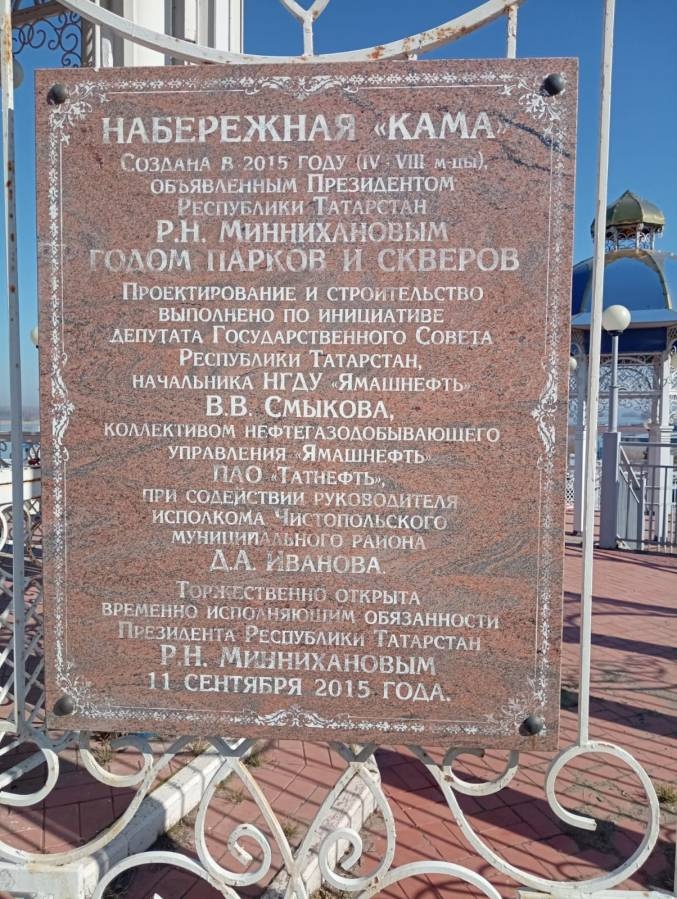 НАБЕРЕЖНАЯ «КАМА»
СОЗДАНА В 2015 ГОДУ (IV - VIII М-ЦЫ),
ОБЪЯВЛЕННЫМ ПРЕЗИДЕНТОМ
РЕСПУБЛИКИ ТАТАРСТАН
Р.Н. МИННИХАНОВЫМ
ГОДОМ ПАРКОВ И СКВЕРОВ
ПРОЕКТИРОВАНИЕ И СТРОИТЕЛЬСТВО
ВЫПОЛНЕНО ПО ИНИЦИАТИВЕ
ДЕПУТАТА ГОСУДАРСТВЕННОГО СОВЕТА
РЕСПУБЛИКИ ТАТАРСТАН,
НАЧАЛЬНИКА НГДУ «ЯМАШНЕФТЬ»
В.В. СМЫКОВА,
КОЛЛЕКТИВОМ НЕФТЕГАЗОДОБЫВАЮЩЕГО
УПРАВЛЕНИЯ «ЯМАШНЕФТЬ»
ПАО «ТАТНЕФТЬ»,
ПРИ СОДЕЙСТВИИ РУКОВОДИТЕЛЯ
ИСПОЛКОМА ЧИСТОПОЛЬСКОГО
МУНИЦИПАЛЬНОГО РАЙОНА
Д.А. ИВАНОВА.
ТОРЖЕСТВЕННО ОТКРЫТА
ВРЕМЕННО ИСПОЛНЯЮЩИМ ОБЯЗАННОСТИ
ПРЕЗИДЕНТА РЕСПУБЛИКИ ТАТАРСТАН
Р.Н. МИННИХАНОВЫМ
11 СЕНТЯБРЯ 2015 ГОДА.